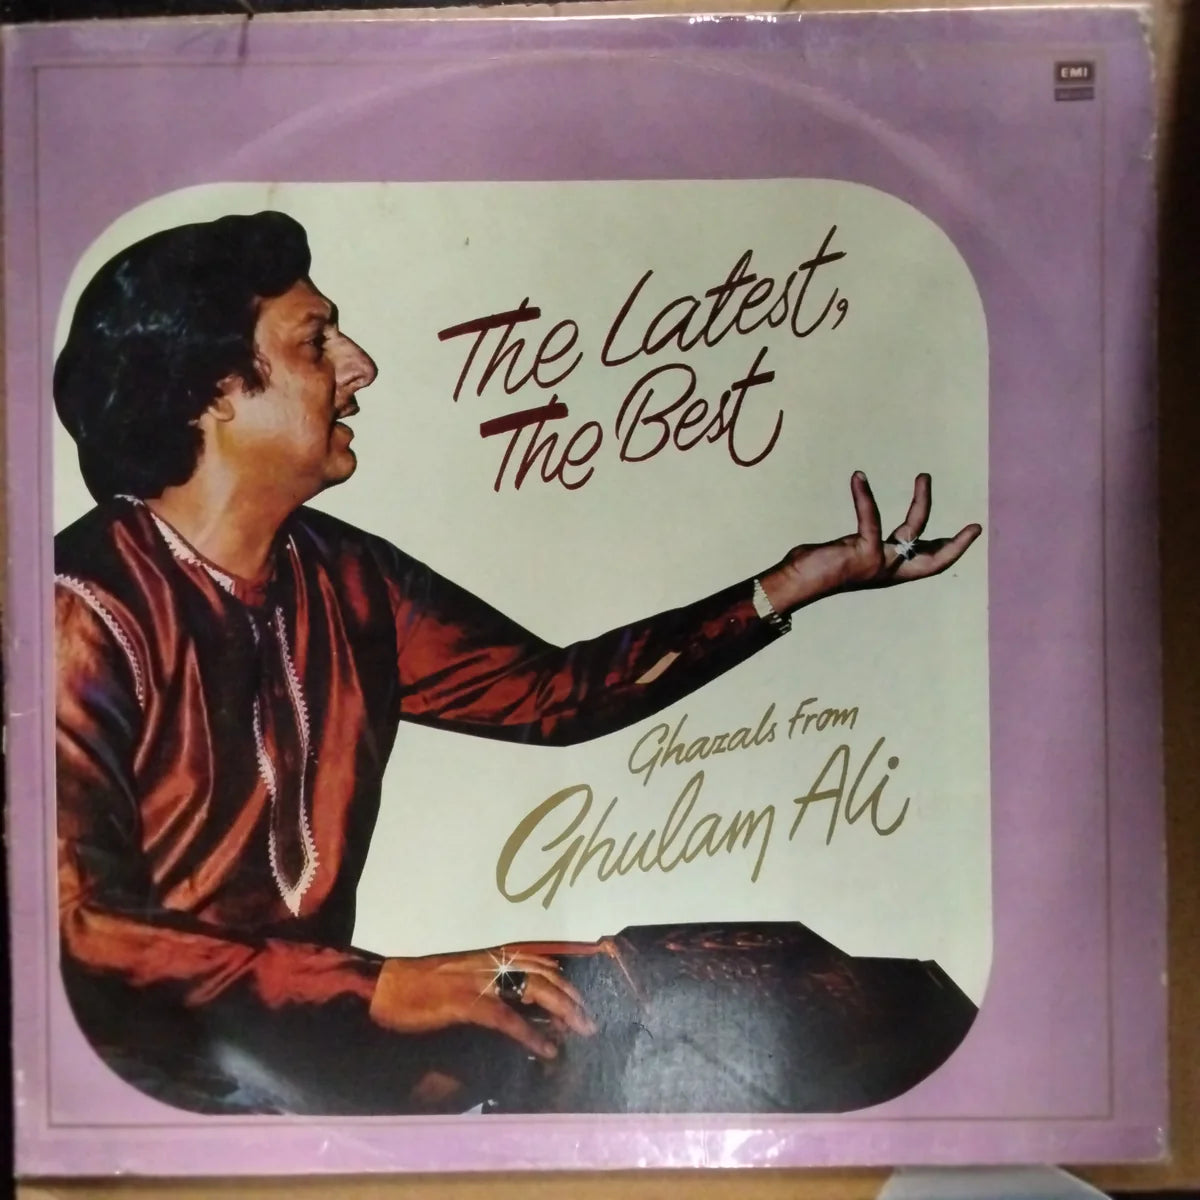 EMI
The Latest,
The Best
Ghazals From
Ghulam Ali